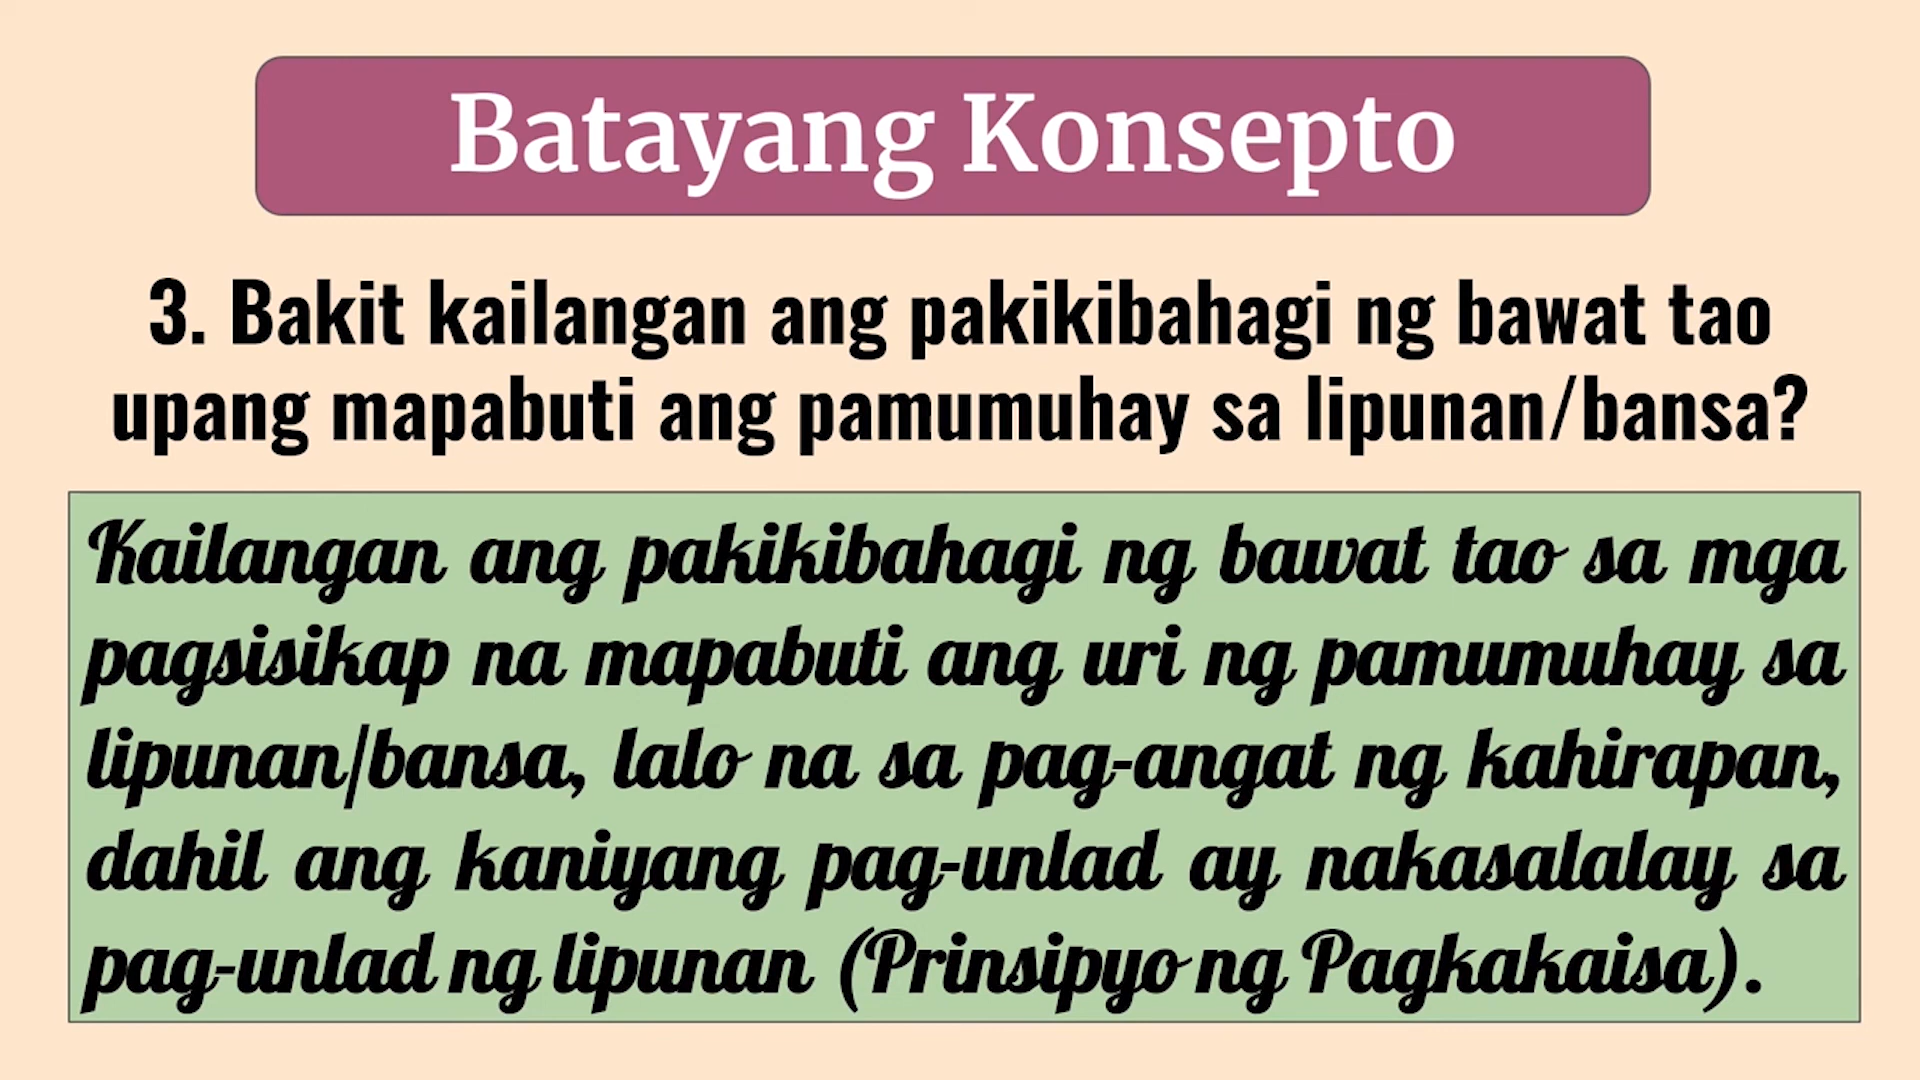 Batayang Konsepto
3. Bakit kailangan ang pakikibahagi ng bawat tao
upang mapabuti ang pamumuhay sa lipunan/bansa?
Kailangan ang pakikibahagi ng bawat tao sa mga
pagsisikap na mapabuti ang uri ng pamumuhay sa
lipunan/bansa, lalo na sa pag-angat ng kahirapan,
dahil ang kaniyang pag-unlad ay nakasalalay sa
pag-unlad ng lipunan (Prinsipyo ng Pagkakaisa).